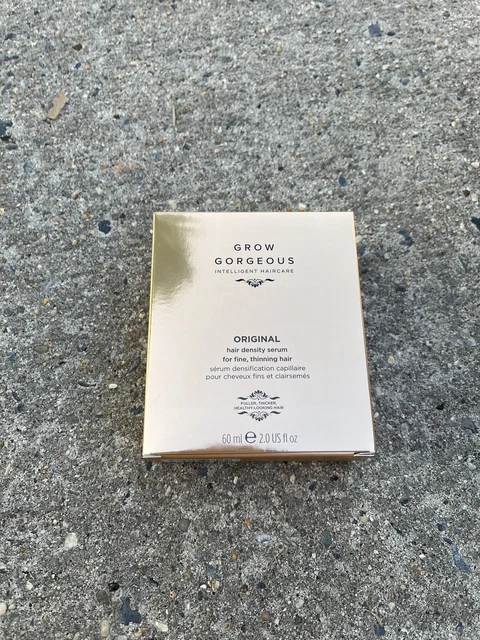 GROW
GORGEOUS
INTELLIGENT HAIRCARE
ORIGINAL
hair density serum
for fine, thinning hair
sérum densification capillaire
pour cheveux fins et clairsemés
FULLER, THICKER,
HEALTHY-LOOKING HAIR
60 ml ℮ 2.0 US fl oz